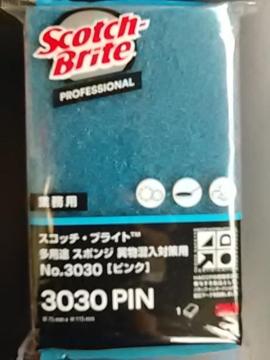 Scotch-
Brite
PROFESSIONAL
業務用
スコッチ・ブライト™
多用途 スポンジ 異物混入対策用
No.3030 [ピンク]
3030 PIN
1